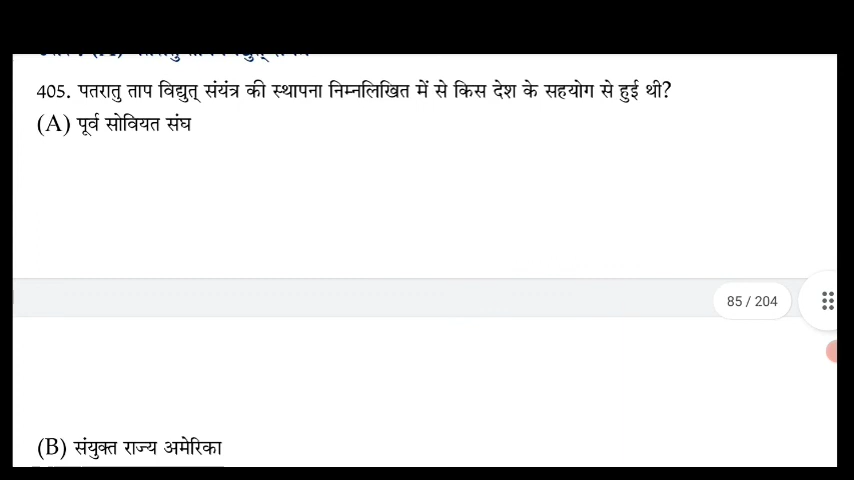 405. पतरातु ताप विद्युत् संयंत्र की स्थापना निम्नलिखित में से किस देश के सहयोग से हुई थी?
(A) पूर्व सोवियत संघ
85 / 204
(B) संयुक्त राज्य अमेरिका